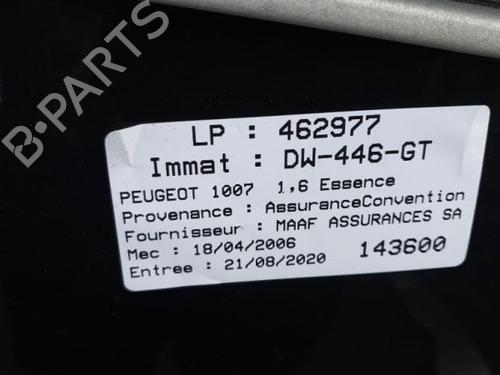 B-PARTS
LP : 462977
Immat : DW-446-GT
PEUGEOT 1007 1,6 Essence
Provenance : AssuranceConvention
Fournisseur : MAAF ASSURANCES SA
Mec : 18/04/2006
Entree : 21/08/2020 143600